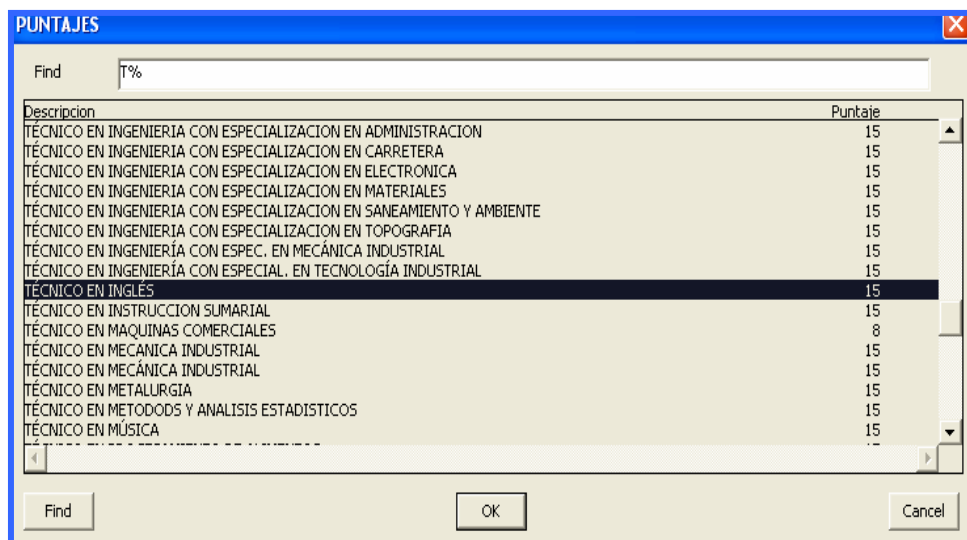 PUNTAJES
Find T%
Descripcion Puntaje
TÉCNICO EN INGENIERIA CON ESPECIALIZACION EN ADMINISTRACION 15
TÉCNICO EN INGENIERIA CON ESPECIALIZACION EN CARRETERA 15
TÉCNICO EN INGENIERIA CON ESPECIALIZACION EN ELECTRONICA 15
TÉCNICO EN INGENIERIA CON ESPECIALIZACION EN MATERIALES 15
TÉCNICO EN INGENIERIA CON ESPECIALIZACION EN SANEAMIENTO Y AMBIENTE 15
TÉCNICO EN INGENIERIA CON ESPECIALIZACION EN TOPOGRAFIA 15
TÉCNICO EN INGENIERÍA CON ESPEC. EN MECÁNICA INDUSTRIAL 15
TÉCNICO EN INGENIERÍA CON ESPECIAL. EN TECNOLOGÍA INDUSTRIAL 15
TÉCNICO EN INGLÉS 15
TÉCNICO EN INSTRUCCION SUMARIAL 15
TÉCNICO EN MAQUINAS COMERCIALES 8
TÉCNICO EN MECANICA INDUSTRIAL 15
TÉCNICO EN MECÁNICA INDUSTRIAL 15
TÉCNICO EN METALURGIA 15
TÉCNICO EN METODODS Y ANALISIS ESTADISTICOS 15
TÉCNICO EN MÚSICA 15
Find OK Cancel